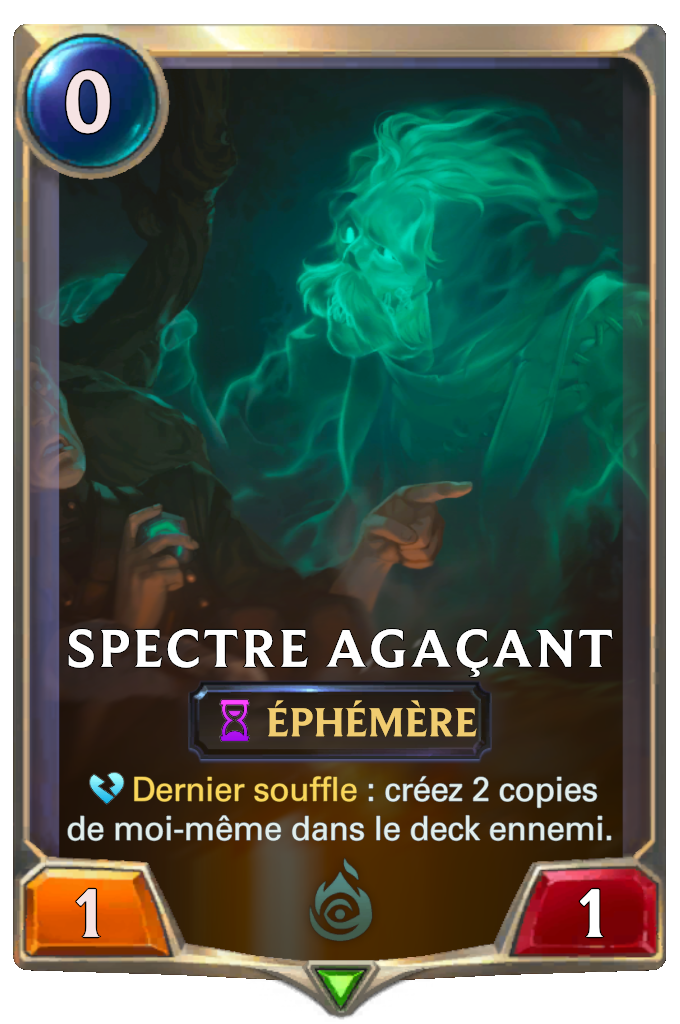 0
SPECTRE AGAÇANT
ÉPHÉMÈRE
Dernier souffle : créez 2 copies
de moi-même dans le deck ennemi.
1
1